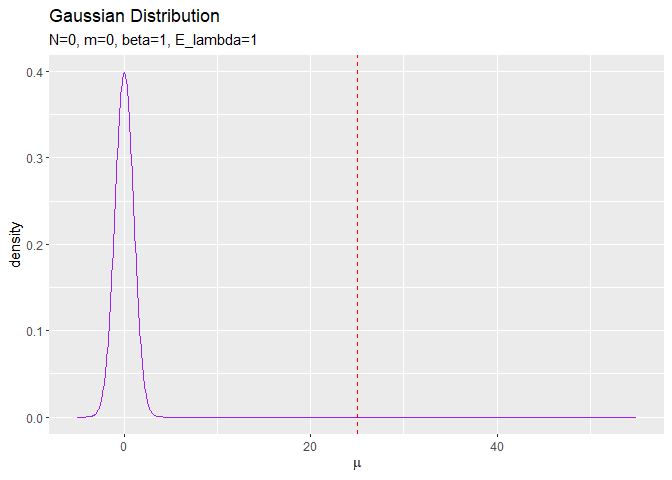 Gaussian Distribution
N=0, m=0, beta=1, E_lambda=1
density
0.4
0.3
0.2
0.1
0.0
0
20
40
μ